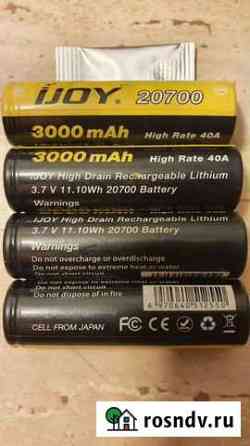 iJOY 20700
3000 mAh High Rate 40A
3000 mAh High Rate 40A
IJOY High Drain Rechargeable Lithium
3.7 V 11.10Wh 20700 Battery
Warnings
IJOY High Drain Rechargeable Lithium
3.7 V 11.10Wh 20700 Battery
Warnings
Do not overcharge or overdischarge
Do not expose to extreme heat or water
Do not short circuit
Do not dispose of in fire
CELL FROM JAPAN FC CE
rosndv.ru